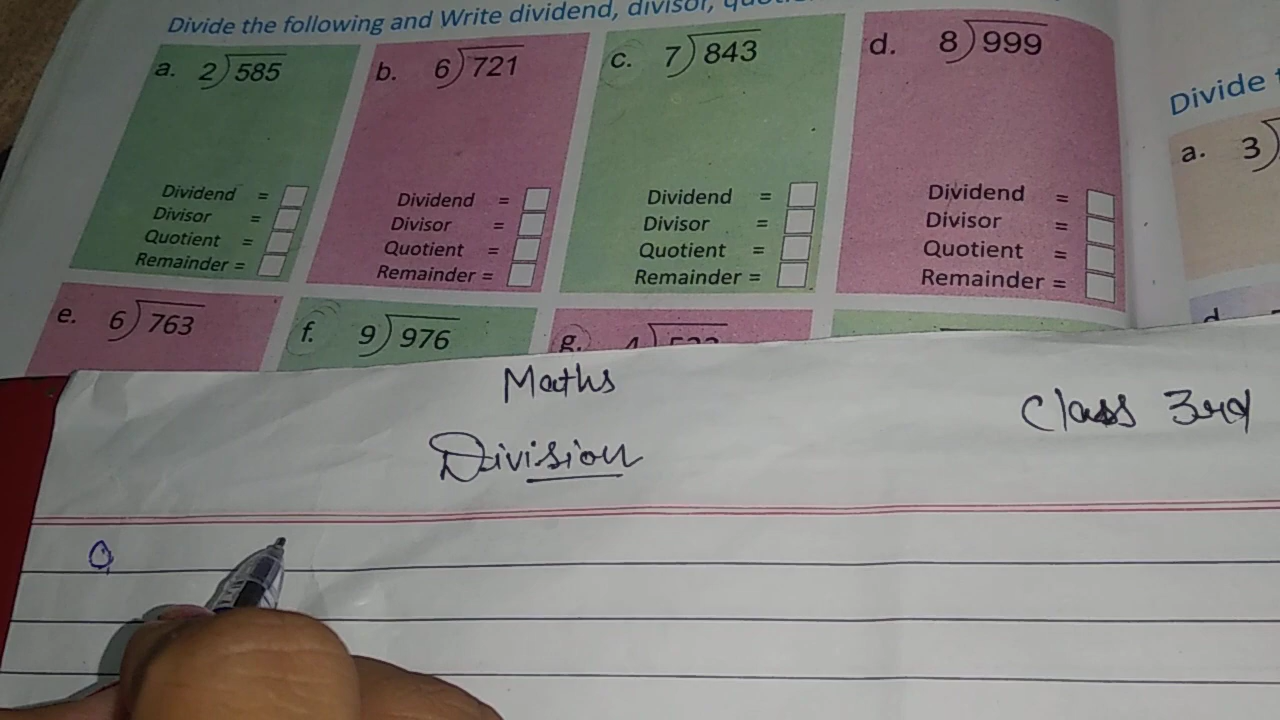 Divide the following and Write dividend, divisor,
a. 2)585
b. 6)721
c. 7)843
d. 8)999
Dividend =
Divisor =
Quotient =
Remainder =
Dividend =
Divisor =
Quotient =
Remainder =
Dividend =
Divisor =
Quotient =
Remainder =
Dividend =
Divisor =
Quotient =
Remainder =
e. 6)763
f. 9)976
g. 4)
Divide
a. 3)
d
Maths
Class 3rd
Division
Q